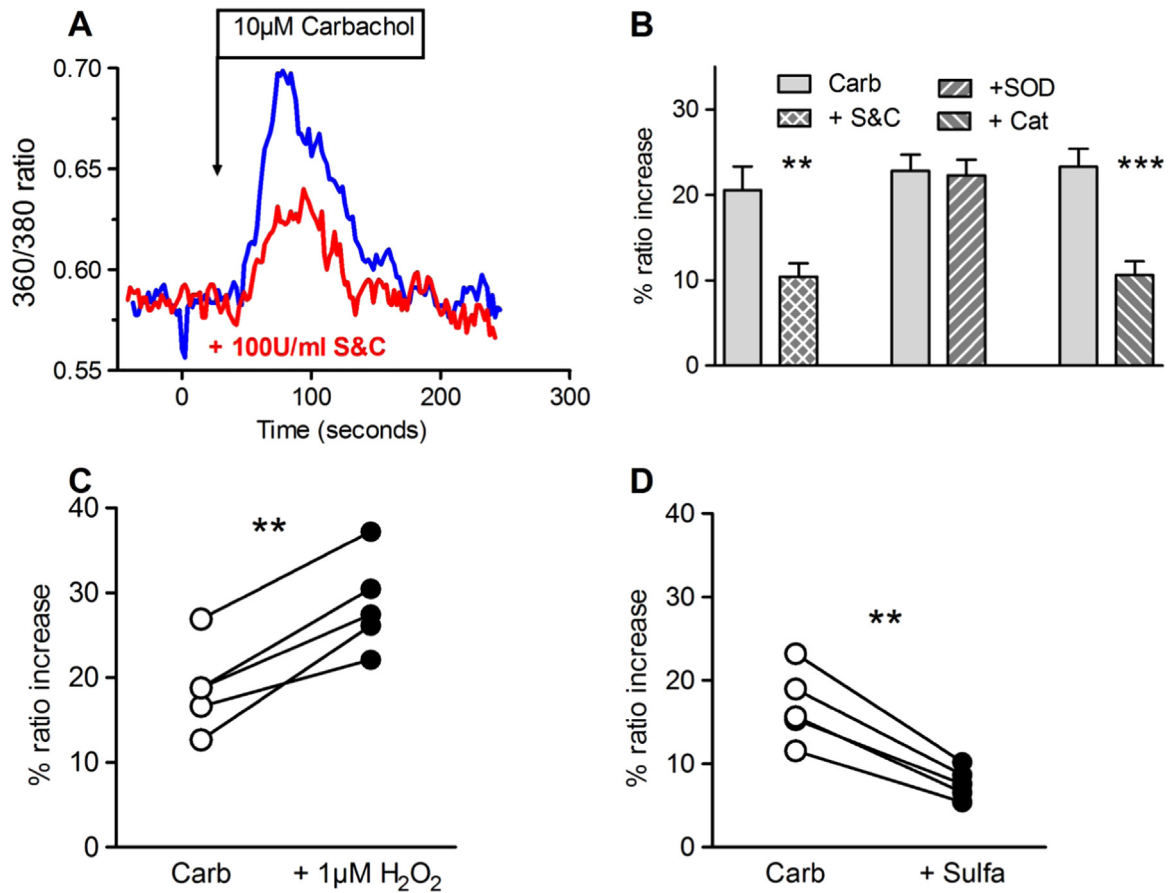 A
10µM Carbachol
0.70
0.65
0.60
0.55
360/380 ratio
+ 100U/ml S&C
0
100
200
300
Time (seconds)
B
Carb
+ S&C
+SOD
+ Cat
30
20
10
0
% ratio increase
**
***
C
40
30
20
10
0
% ratio increase
**
Carb
+ 1µM H₂O₂
D
40
30
20
10
0
% ratio increase
**
Carb
+ Sulfa